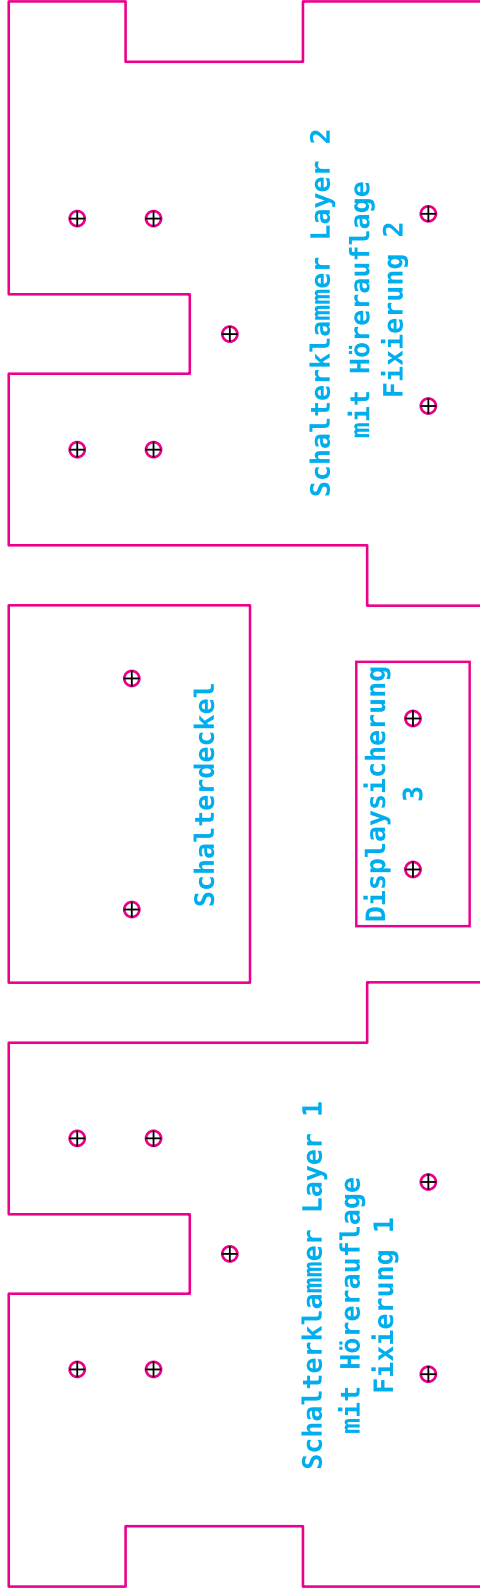 Schalterklammer Layer 2
mit Hörerauflage
Fixierung 2
Schalterdeckel
Displaysicherung
3
Schalterklammer Layer 1
mit Hörerauflage
Fixierung 1